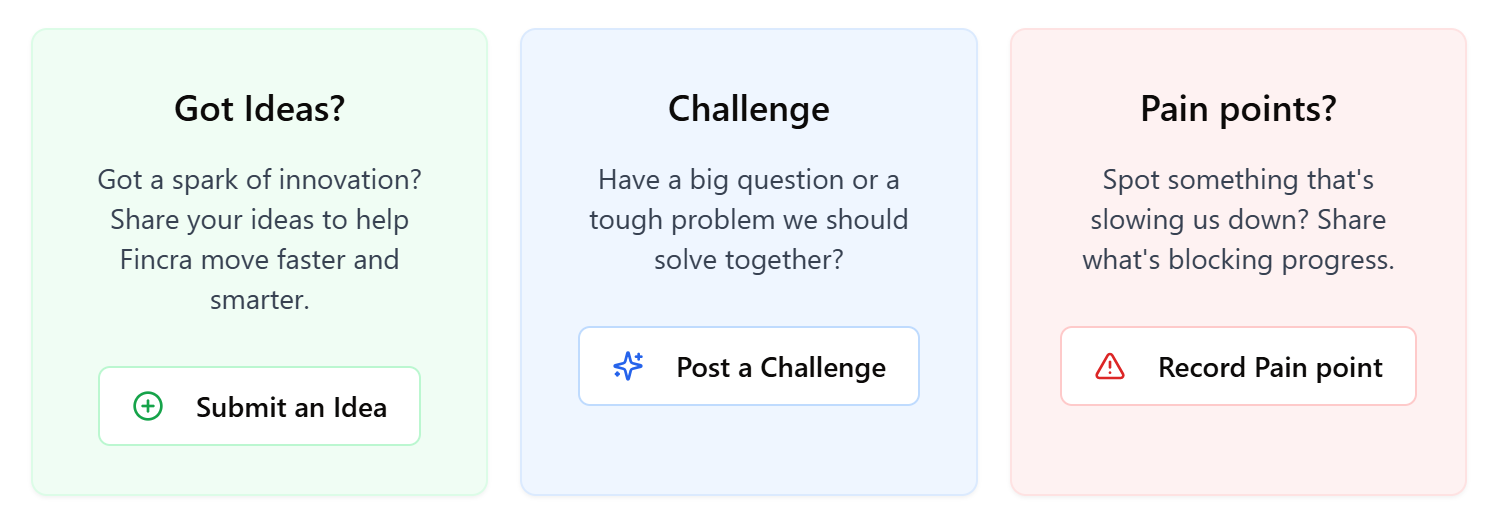 Got Ideas?
Got a spark of innovation?
Share your ideas to help
Fincra move faster and
smarter.
Submit an Idea
Challenge
Have a big question or a
tough problem we should
solve together?
Post a Challenge
Pain points?
Spot something that's
slowing us down? Share
what's blocking progress.
Record Pain point